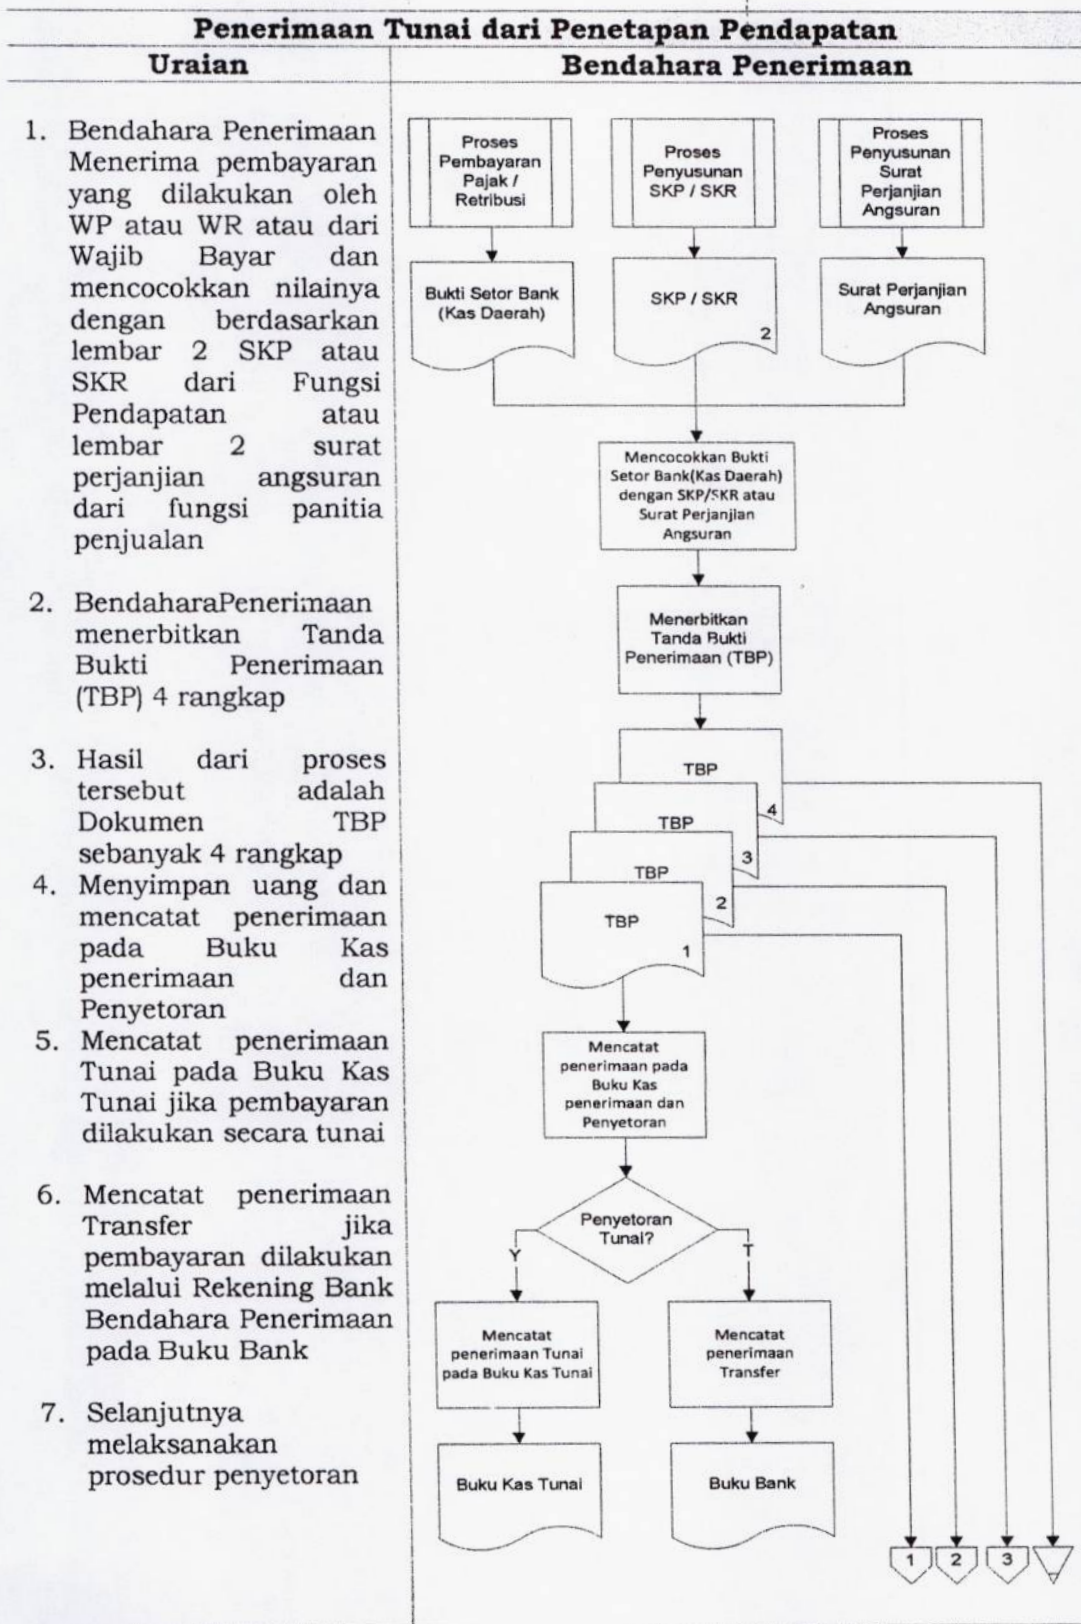 Penerimaan Tunai dari Penetapan Pendapatan
Uraian
Bendahara Penerimaan
1. Bendahara Penerimaan
Menerima pembayaran
yang dilakukan oleh
WP atau WR atau dari
Wajib Bayar dan
mencocokkan nilainya
dengan berdasarkan
lembar 2 SKP atau
SKR dari Fungsi
Pendapatan atau
lembar 2 surat
perjanjian angsuran
dari fungsi panitia
penjualan
2. BendaharaPenerimaan
menerbitkan Tanda
Bukti Penerimaan
(TBP) 4 rangkap
3. Hasil dari proses
tersebut adalah
Dokumen TBP
sebanyak 4 rangkap
4. Menyimpan uang dan
mencatat penerimaan
pada Buku Kas
penerimaan dan
Penyetoran
5. Mencatat penerimaan
Tunai pada Buku Kas
Tunai jika pembayaran
dilakukan secara tunai
6. Mencatat penerimaan
Transfer jika
pembayaran dilakukan
melalui Rekening Bank
Bendahara Penerimaan
pada Buku Bank
7. Selanjutnya
melaksanakan
prosedur penyetoran
Proses
Pembayaran
Pajak /
Retribusi
Proses
Penyusunan
SKP / SKR
Proses
Penyusunan
Surat
Perjanjian
Angsuran
Bukti Setor Bank
(Kas Daerah)
SKP / SKR
2
Surat Perjanjian
Angsuran
Mencocokkan Bukti
Setor Bank(Kas Daerah)
dengan SKP/SKR atau
Surat Perjanjian
Angsuran
Menerbitkan
Tanda Bukti
Penerimaan (TBP)
TBP
4
TBP
3
TBP
2
TBP
1
Mencatat
penerimaan pada
Buku Kas
penerimaan dan
Penyetoran
Penyetoran
Tunai?
Y
T
Mencatat
penerimaan Tunai
pada Buku Kas Tunai
Mencatat
penerimaan
Transfer
Buku Kas Tunai
Buku Bank
1
2
3